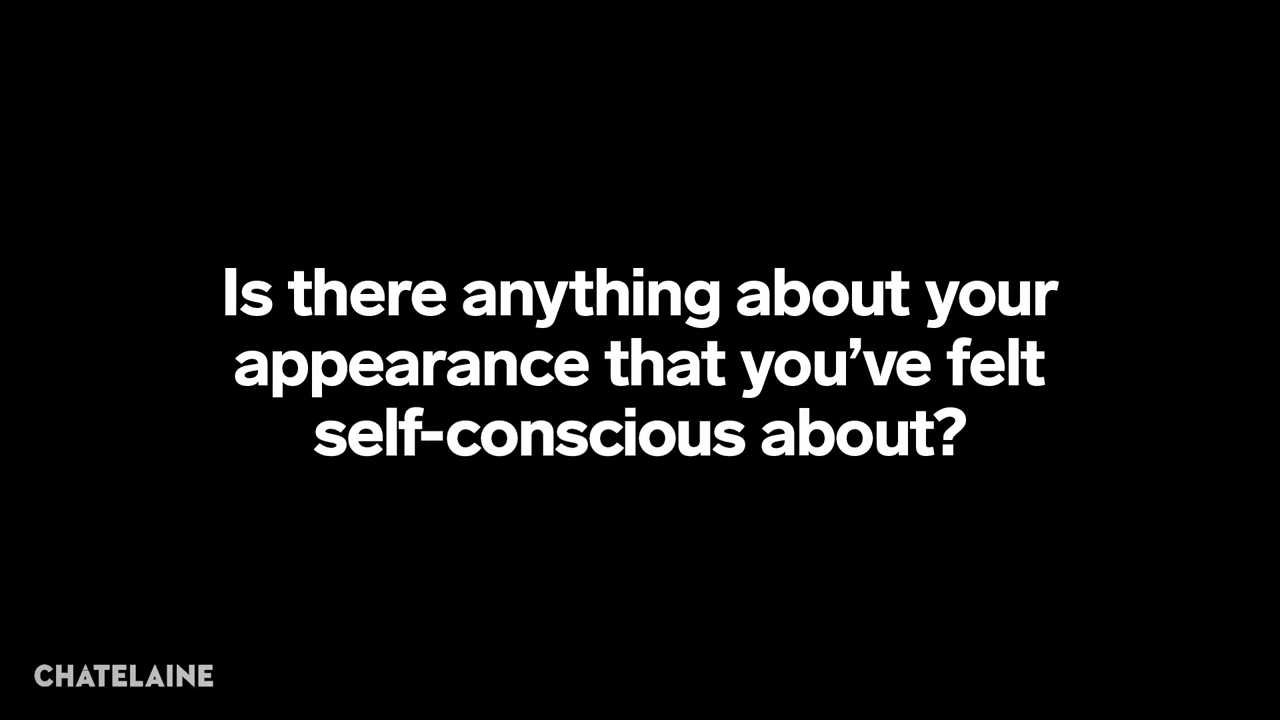 Is there anything about your
appearance that you’ve felt
self-conscious about?
CHATELAINE